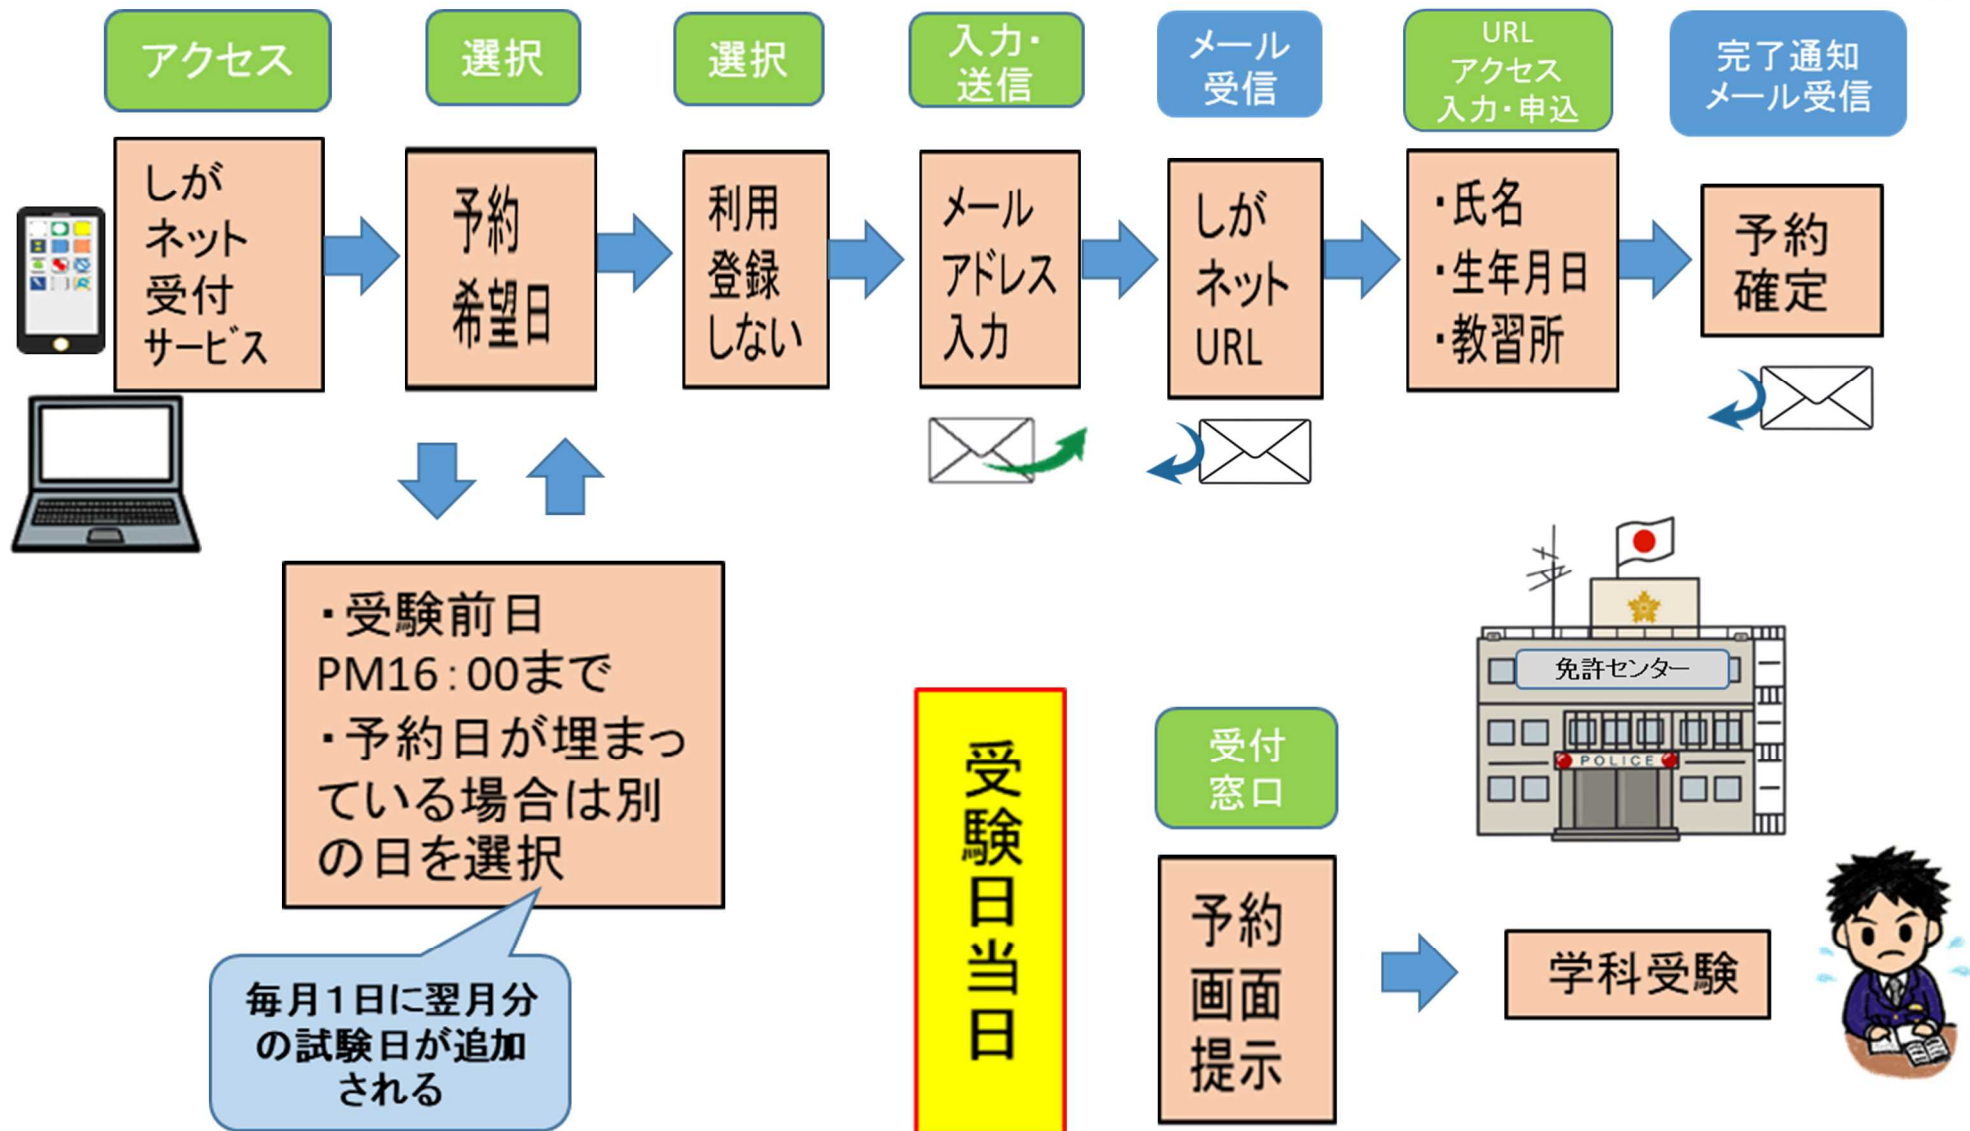 アクセス
選択
選択
入力・
送信
メール
受信
URL
アクセス
入力・申込
完了通知
メール受信
しが
ネット
受付
サービス
予約
希望日
利用
登録
しない
メール
アドレス
入力
しが
ネット
URL
・氏名
・生年月日
・教習所
予約
確定
・受験前日
PM16：00まで
・予約日が埋まっ
ている場合は別
の日を選択
毎月１日に翌月分
の試験日が追加
される
受験日当日
受付
窓口
予約
画面
提示
免許センター
POLICE
学科受験